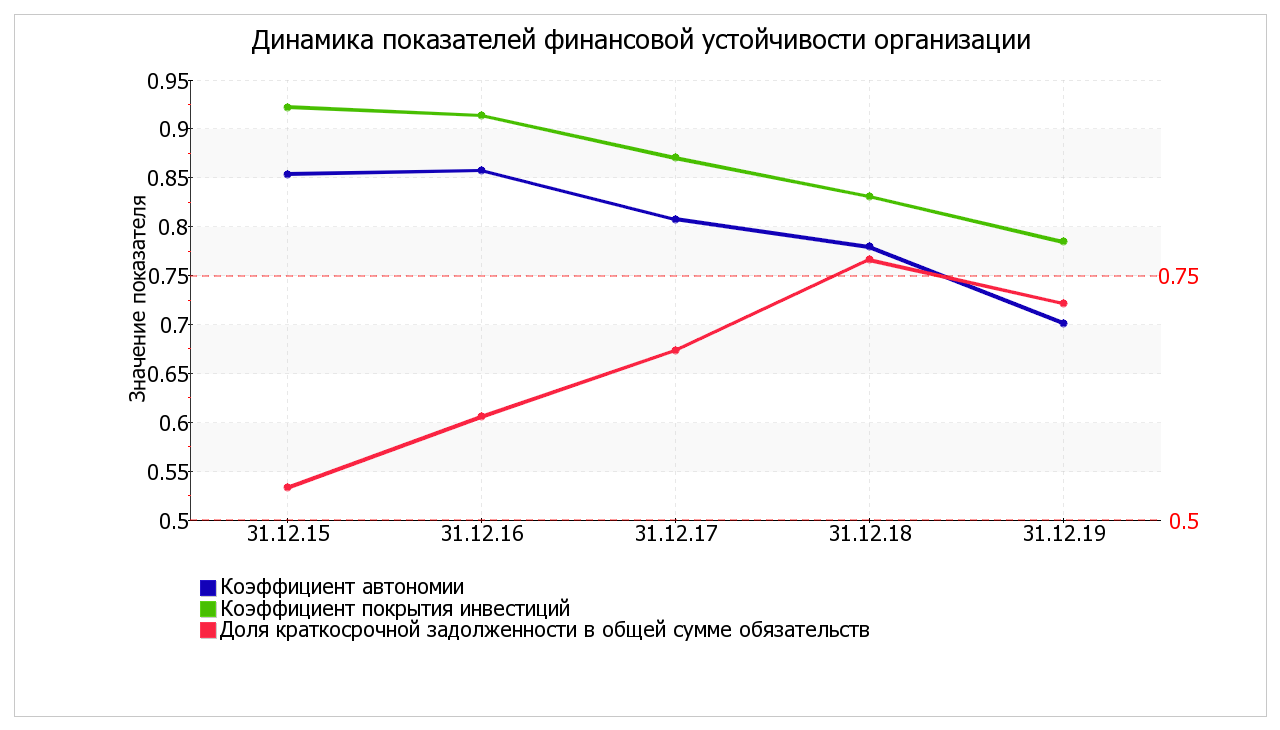 Динамика показателей финансовой устойчивости организации
Значение показателя
0.95
0.9
0.85
0.8
0.75
0.7
0.65
0.6
0.55
0.5
0.75
0.5
31.12.15 31.12.16 31.12.17 31.12.18 31.12.19
Коэффициент автономии
Коэффициент покрытия инвестиций
Доля краткосрочной задолженности в общей сумме обязательств